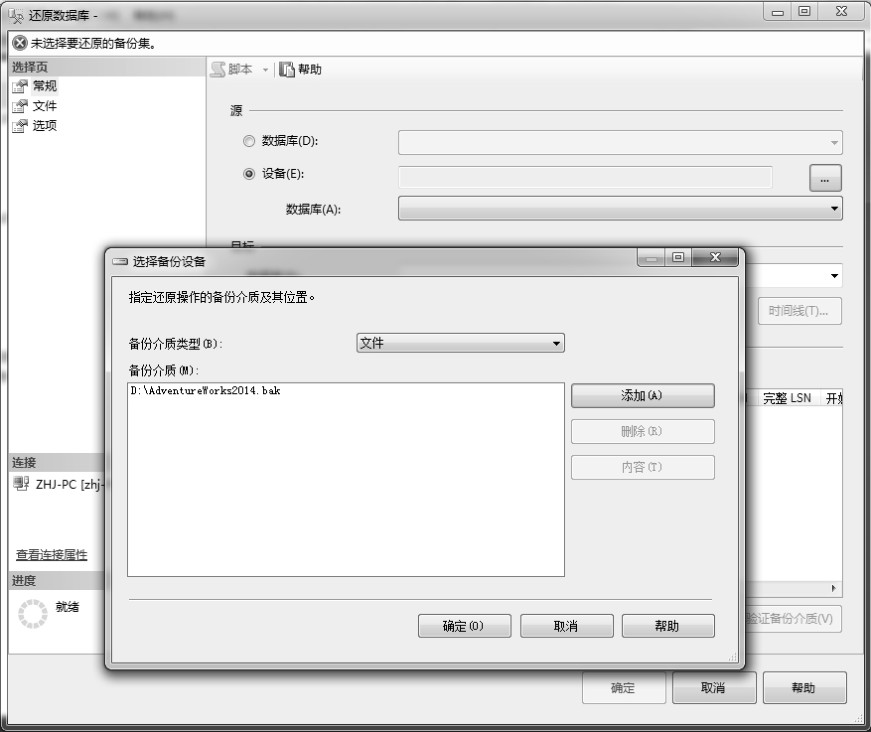 还原数据库 -
未选择要还原的备份集。
选择页
常规
文件
选项
脚本
帮助
源
数据库(D):
设备(E):
...
数据库(A):
目标
选择备份设备
指定还原操作的备份介质及其位置。
时间线(T)...
备份介质类型(B):
文件
备份介质(M):
D:\AdventureWorks2014.bak
添加(A)
删除(R)
内容(T)
完整 LSN
连接
ZHJ-PC [zhj-
查看连接属性
进度
就绪
验证备份介质(V)
确定(O)
取消
帮助
确定
取消
帮助